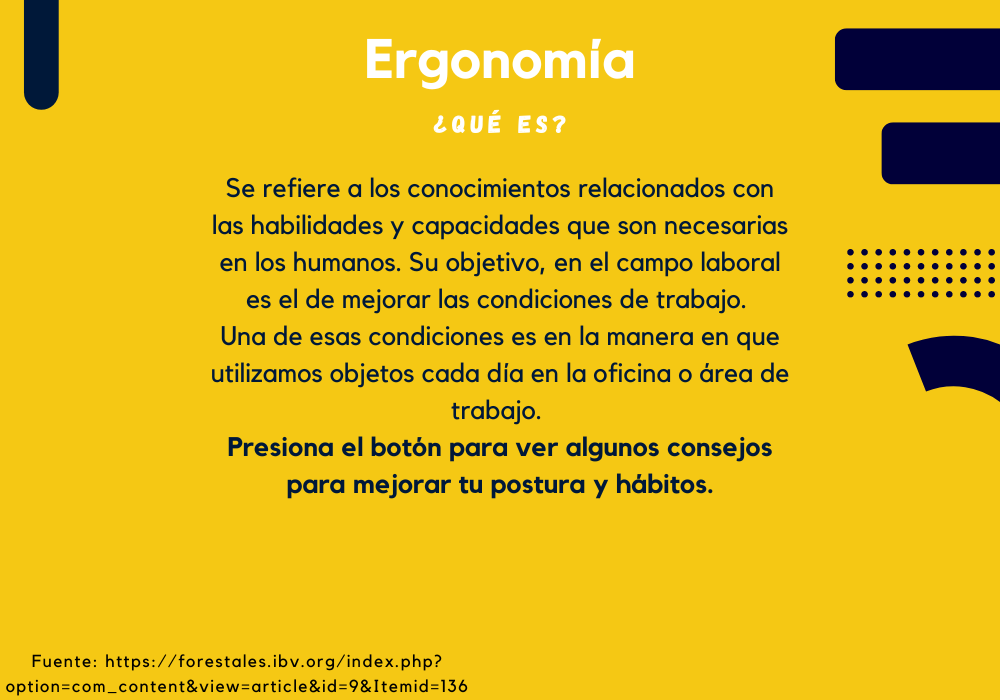 Ergonomía
¿QUÉ ES?
Se refiere a los conocimientos relacionados con
las habilidades y capacidades que son necesarias
en los humanos. Su objetivo, en el campo laboral
es el de mejorar las condiciones de trabajo.
Una de esas condiciones es en la manera en que
utilizamos objetos cada día en la oficina o área de
trabajo.
Presiona el botón para ver algunos consejos
para mejorar tu postura y hábitos.
Fuente: https://forestales.ibv.org/index.php?
option=com_content&view=article&id=9&Itemid=136